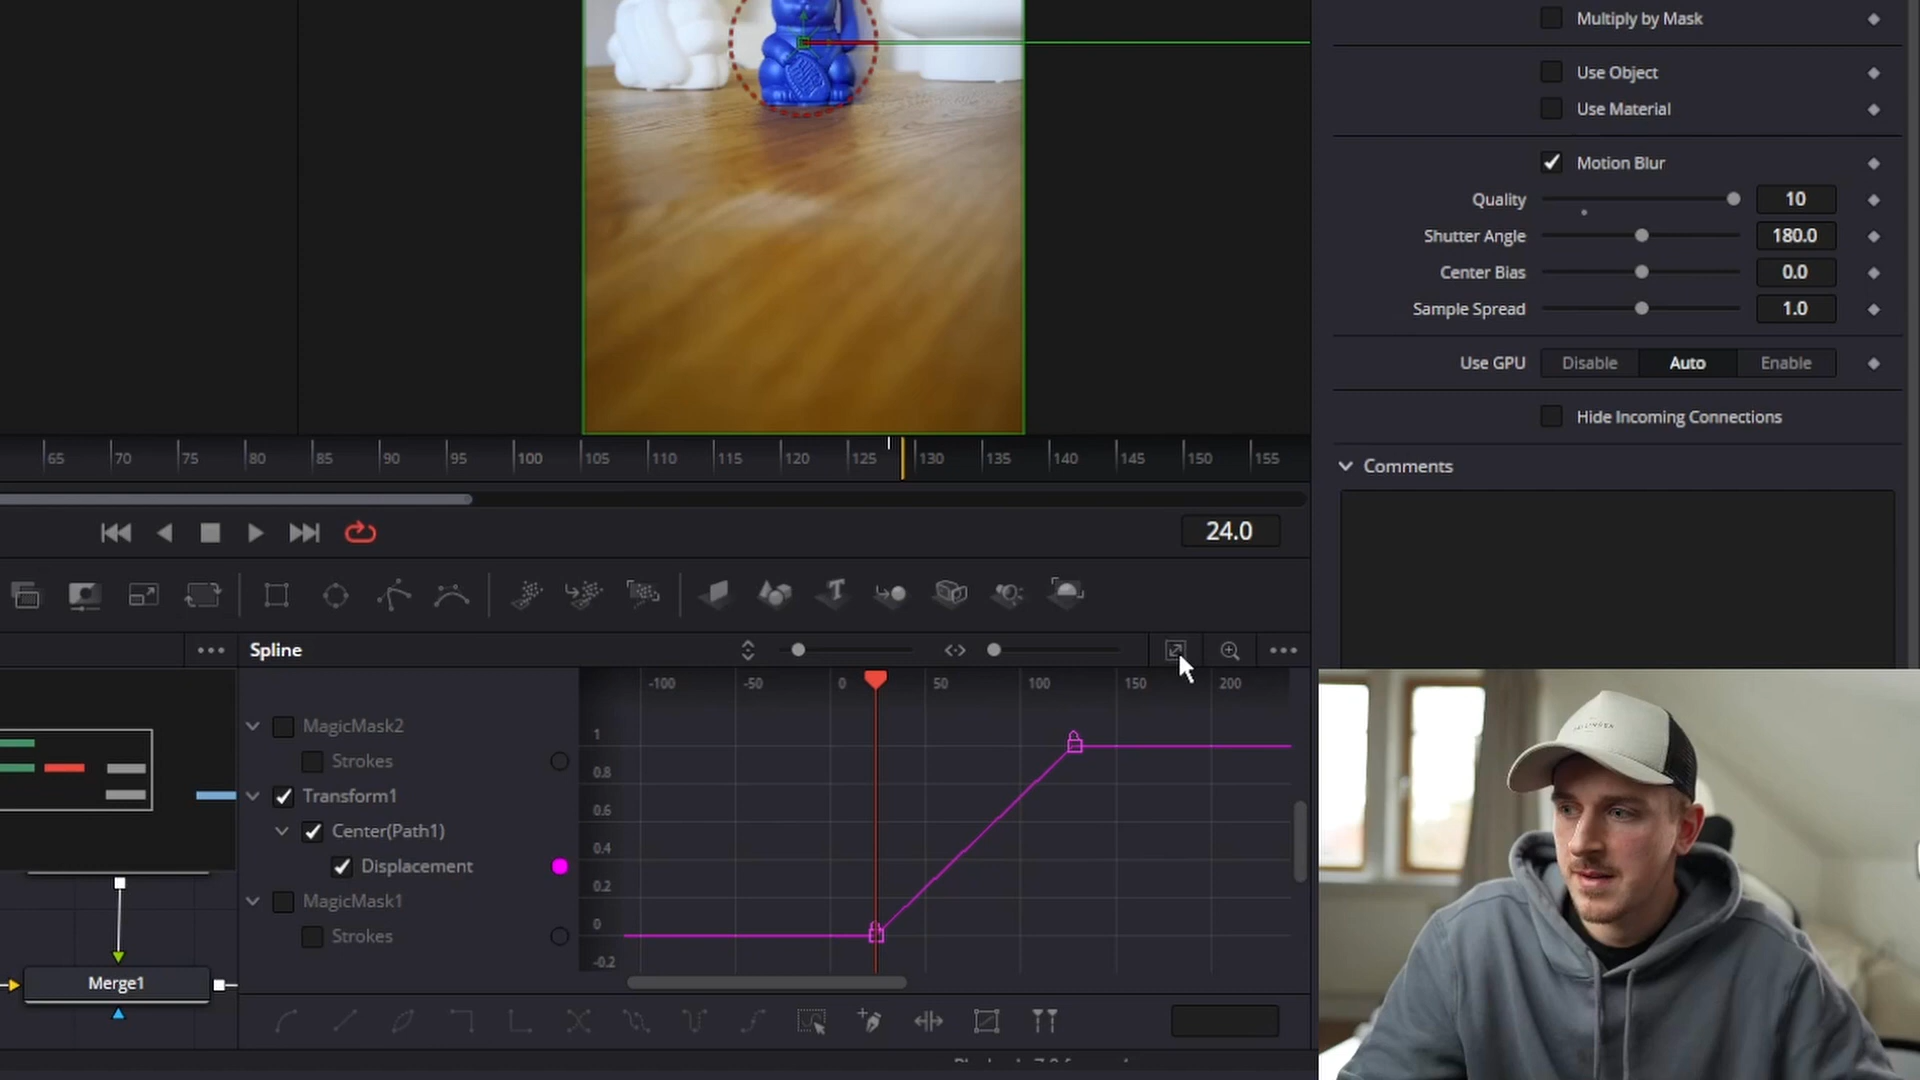 Multiply by Mask
Use Object
Use Material
Motion Blur
Quality 10
Shutter Angle 180.0
Center Bias 0.0
Sample Spread 1.0
Use GPU Disable Auto Enable
Hide Incoming Connections
Comments
65 70 75 80 85 90 95 100 105 110 115 120 125 130 135 140 145 150 155
24.0
T
Spline
-100 -50 0 50 100 150 200
MagicMask2
Strokes
Transform1
Center(Path1)
Displacement
MagicMask1
Strokes
1
0.8
0.6
0.4
0.2
0
-0.2
Merge1